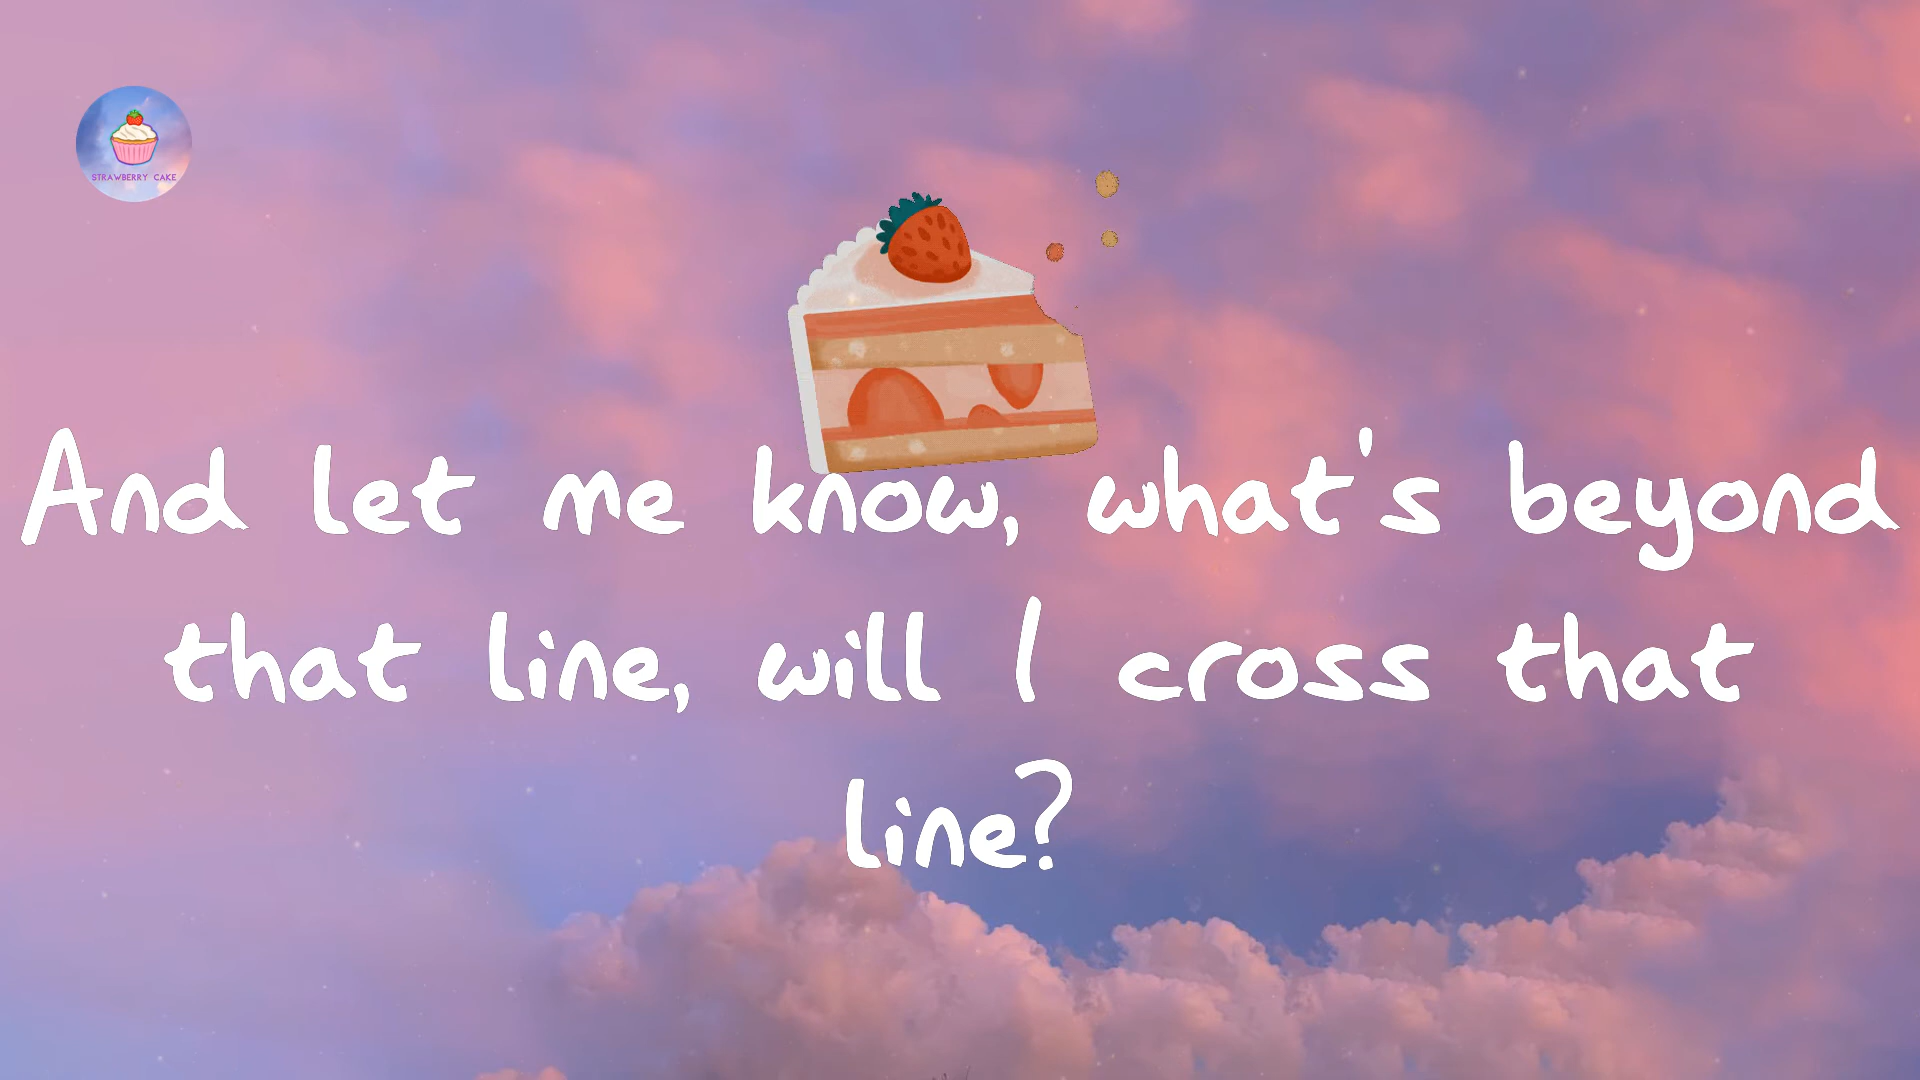 STRAWBERRY CAKE
And let me know, what's beyond
that line, will I cross that
line?